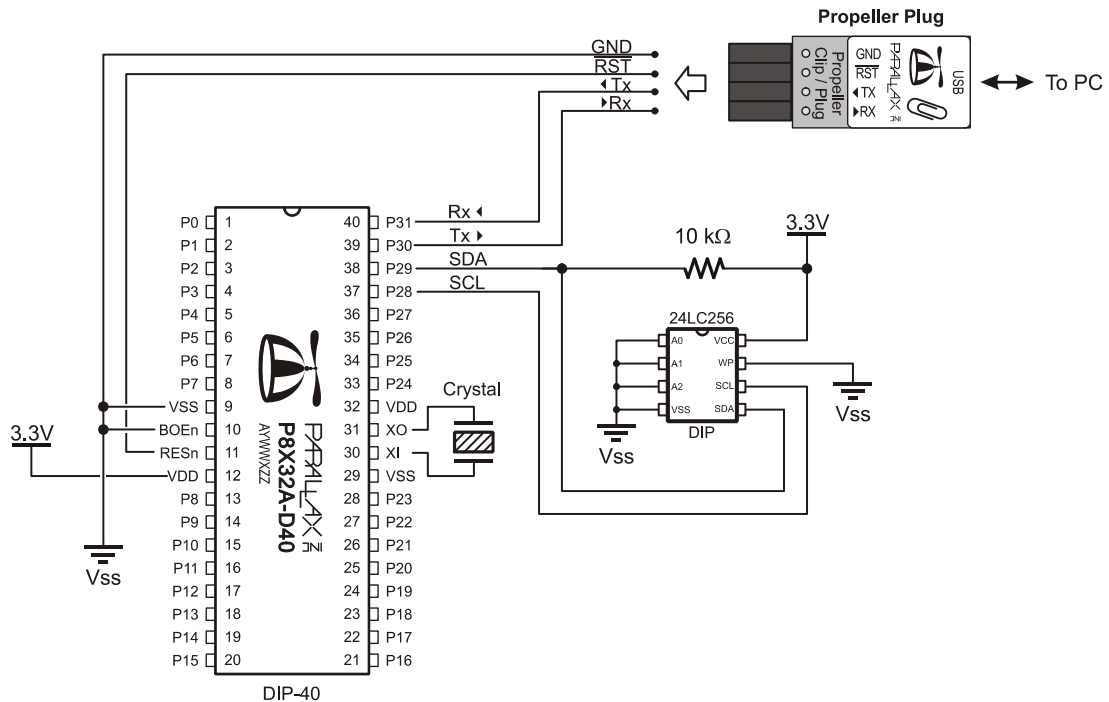 Propeller Plug
GND
RST
◂Tx
▸Rx
Propeller
Clip / Plug
GND
RST
◂TX
▸RX
PARALLAX INC
USB
To PC
Rx ◂
Tx ▸
SDA
SCL
10 kΩ
3.3V
P0 1 40 P31
P1 2 39 P30
P2 3 38 P29
P3 4 37 P28
P4 5 36 P27
P5 6 35 P26
P6 7 34 P25
P7 8 33 P24
VSS 9 32 VDD
BOEn 10 31 XO
RESn 11 30 XI
VDD 12 29 VSS
P8 13 28 P23
P9 14 27 P22
P10 15 26 P21
P11 16 25 P20
P12 17 24 P19
P13 18 23 P18
P14 19 22 P17
P15 20 21 P16
PARALLAX INC
P8X32A-D40
AYWWXZZ
DIP-40
3.3V
Vss
Crystal
24LC256
A0 VCC
A1 WP
A2 SCL
VSS SDA
DIP
Vss
Vss